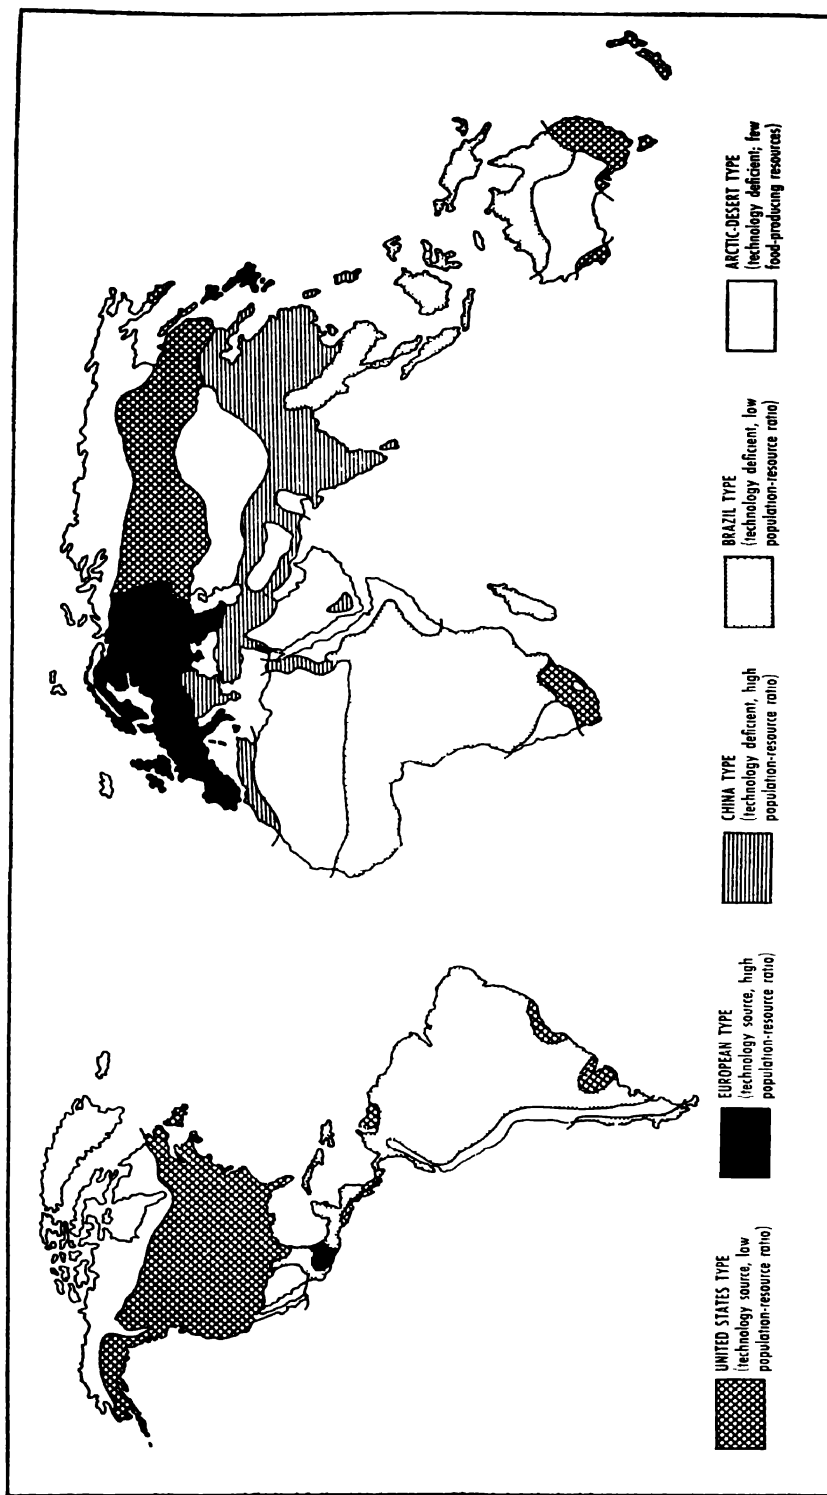 UNITED STATES TYPE
(technology source, low
population-resource ratio)
EUROPEAN TYPE
(technology source, high
population-resource ratio)
CHINA TYPE
(technology deficient, high
population-resource ratio)
BRAZIL TYPE
(technology deficient, low
population-resource ratio)
ARCTIC-DESERT TYPE
(technology deficient; few
food-producing resources)